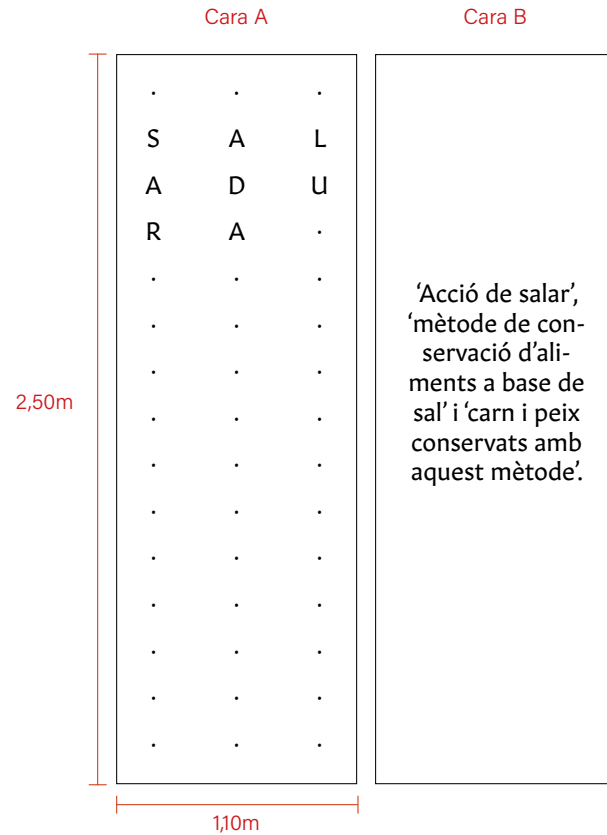 Cara A
Cara B
. . .
S A L
A D U
R A .
. . .
. . .
. . .
. . .
. . .
. . .
. . .
. . .
. . .
. . .
. . .
‘Acció de salar’,
‘mètode de con-
servació d’ali-
ments a base de
sal’ i ‘carn i peix
conservats amb
aquest mètode’.
2,50m
1,10m